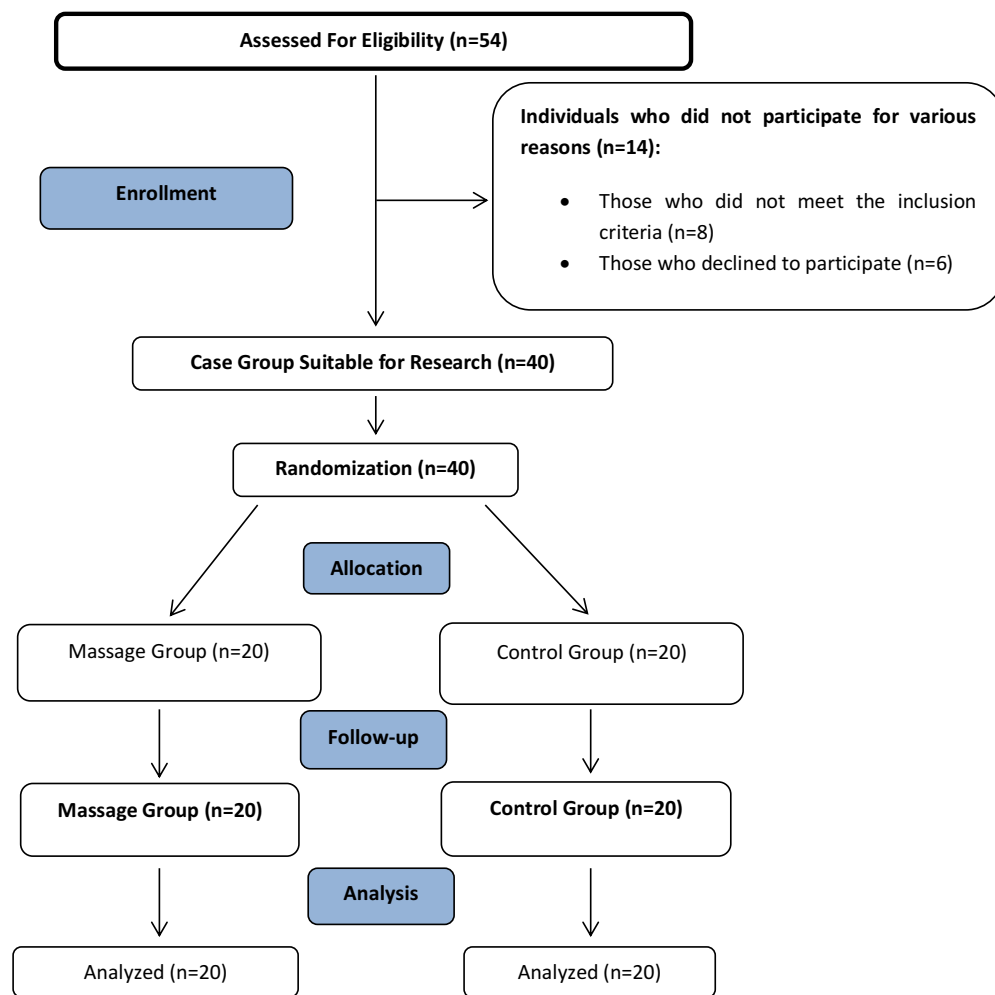 Assessed For Eligibility (n=54)
Individuals who did not participate for various
reasons (n=14):
• Those who did not meet the inclusion
criteria (n=8)
• Those who declined to participate (n=6)
Enrollment
Case Group Suitable for Research (n=40)
Randomization (n=40)
Allocation
Massage Group (n=20)
Control Group (n=20)
Follow-up
Massage Group (n=20)
Control Group (n=20)
Analysis
Analyzed (n=20)
Analyzed (n=20)